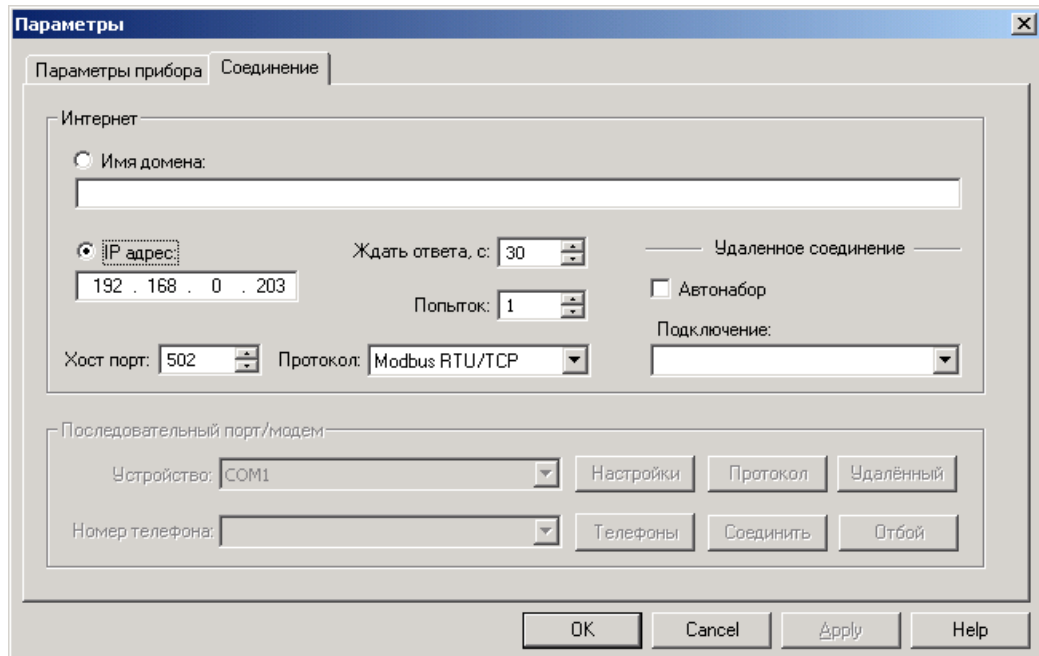 Параметры
Параметры прибора Соединение
Интернет
Имя домена:
IP адрес: Ждать ответа, с: 30 Удаленное соединение
192 . 168 . 0 . 203 Автонабор
Попыток: 1
Подключение:
Хост порт: 502 Протокол: Modbus RTU/TCP
Последовательный порт/модем
Устройство: COM1 Настройки Протокол Удалённый
Номер телефона: Телефоны Соединить Отбой
OK Cancel Apply Help